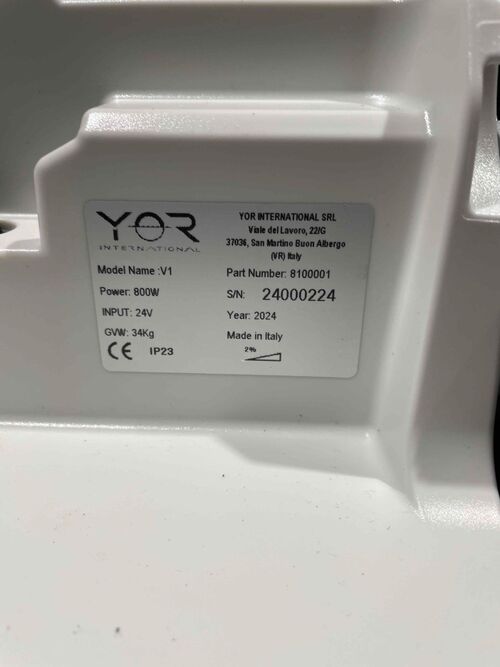 YOR
INTERNATIONAL
YOR INTERNATIONAL SRL
Viale del Lavoro, 22/G
37036, San Martino Buon Albergo
(VR) Italy
Model Name :V1
Part Number: 8100001
Power: 800W
S/N: 24000224
INPUT: 24V
Year: 2024
GVW: 34Kg
Made in Italy
CE IP23
2%